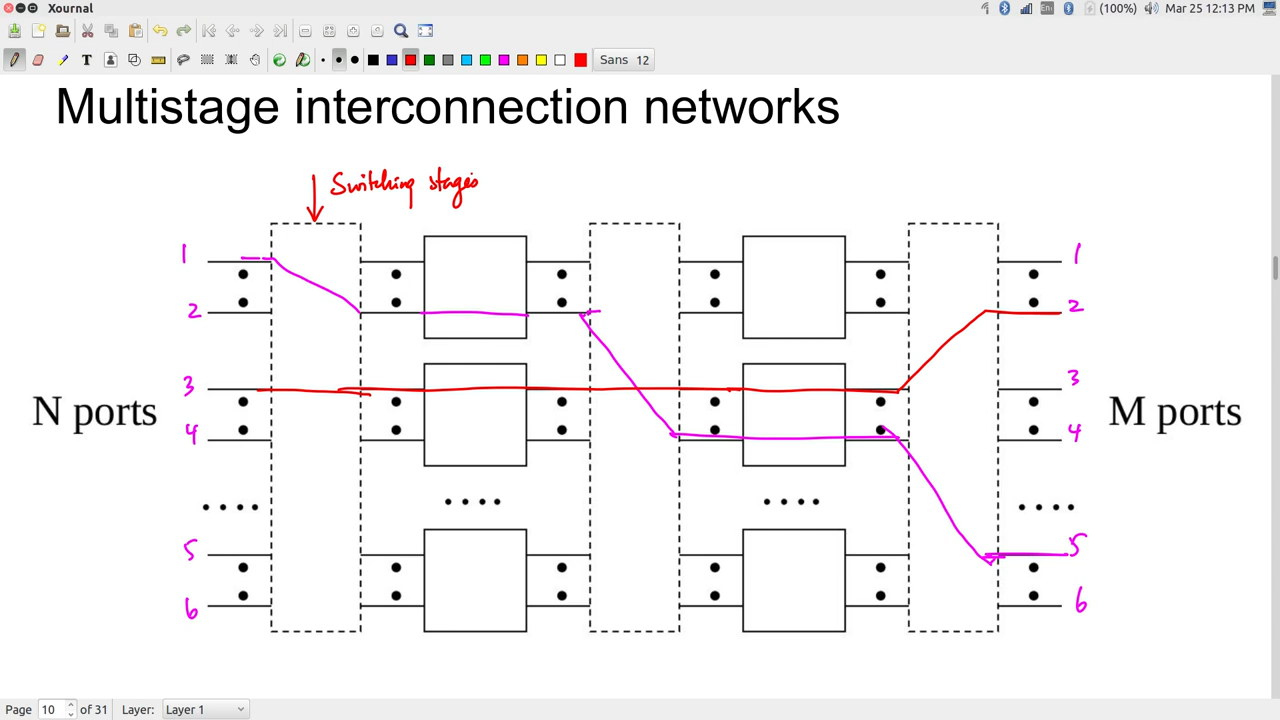 Xournal
En
(100%)
Mar 25 12:13 PM
T
Sans 12
Multistage interconnection networks
Switching stages
1
1
2
2
3
3
N ports
M ports
4
4
5
5
6
6
Page 10 of 31 Layer: Layer 1